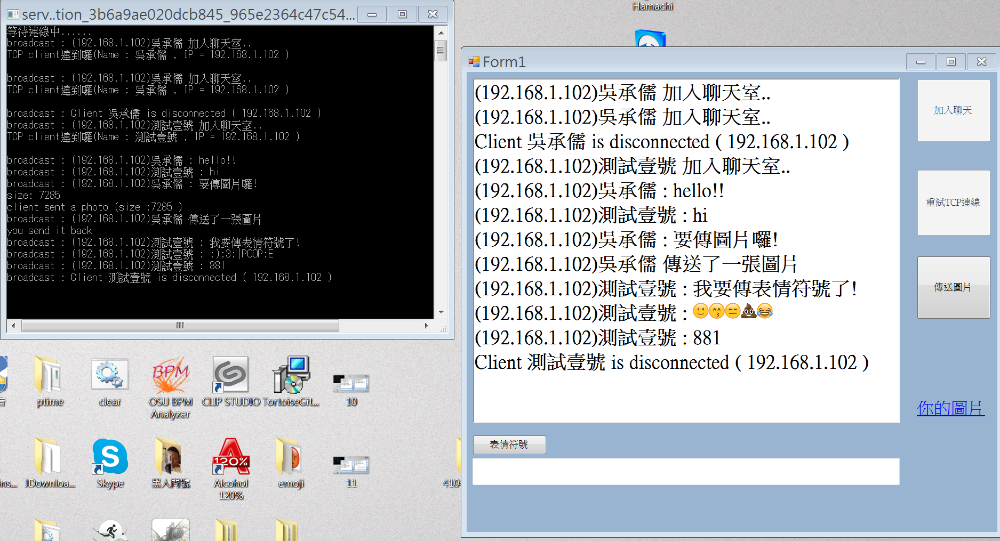 serv..tion_3b6a9ae020dcb845_965e2364c47c54...
等待連線中......
broadcast : (192.168.1.102)吳承儒 加入聊天室..
TCP client連到囉(Name : 吳承儒 , IP = 192.168.1.102 )
broadcast : (192.168.1.102)吳承儒 加入聊天室..
TCP client連到囉(Name : 吳承儒 , IP = 192.168.1.102 )
broadcast : Client 吳承儒 is disconnected ( 192.168.1.102 )
broadcast : (192.168.1.102)測試壹號 加入聊天室..
TCP client連到囉(Name : 測試壹號 , IP = 192.168.1.102 )
broadcast : (192.168.1.102)吳承儒 : hello!!
broadcast : (192.168.1.102)測試壹號 : hi
broadcast : (192.168.1.102)吳承儒 : 要傳圖片囉!
size: 7285
client sent a photo (size :7285 )
broadcast : (192.168.1.102)吳承儒 傳送了一張圖片
you send it back
broadcast : (192.168.1.102)測試壹號 : 我要傳表情符號了!
broadcast : (192.168.1.102)測試壹號 : :):3:|POOP:E
broadcast : (192.168.1.102)測試壹號 : 881
broadcast : Client 測試壹號 is disconnected ( 192.168.1.102 )
Hamachi
Form1
(192.168.1.102)吳承儒 加入聊天室..
(192.168.1.102)吳承儒 加入聊天室..
Client 吳承儒 is disconnected ( 192.168.1.102 )
(192.168.1.102)測試壹號 加入聊天室..
(192.168.1.102)吳承儒 : hello!!
(192.168.1.102)測試壹號 : hi
(192.168.1.102)吳承儒 : 要傳圖片囉!
(192.168.1.102)吳承儒 傳送了一張圖片
(192.168.1.102)測試壹號 : 我要傳表情符號了!
(192.168.1.102)測試壹號 : 🙂😙😑💩😂
(192.168.1.102)測試壹號 : 881
Client 測試壹號 is disconnected ( 192.168.1.102 )
加入聊天
重試TCP連線
傳送圖片
你的圖片
表情符號
音
ptime
clear
OSU BPM
Analyzer
BPM
CLIP STUDIO
TortoiseGit...
10
ins...
JDownloa...
Skype
黑人問號
120%
Alcohol
120%
emoji
11
4104